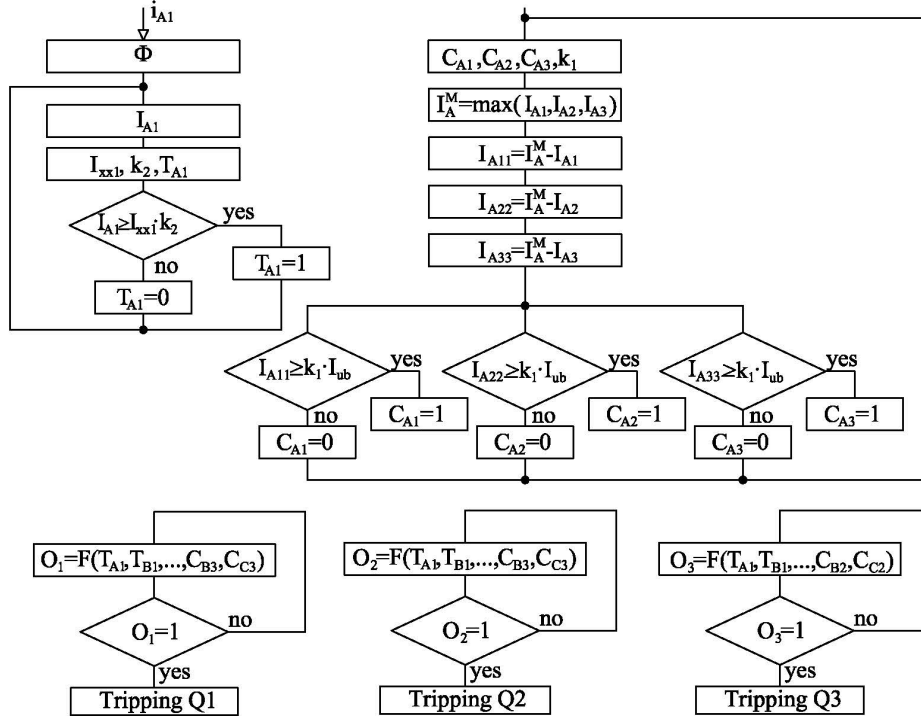 i_A1
Φ
I_A1
I_xx1, k_2, T_A1
I_A1≥I_xx1·k_2
yes
no
T_A1=1
T_A1=0
C_A1, C_A2, C_A3, k_1
I_A^M=max(I_A1, I_A2, I_A3)
I_A11=I_A^M-I_A1
I_A22=I_A^M-I_A2
I_A33=I_A^M-I_A3
I_A11≥k_1·I_ub
yes
no
C_A1=1
C_A1=0
I_A22≥k_1·I_ub
yes
no
C_A2=1
C_A2=0
I_A33≥k_1·I_ub
yes
no
C_A3=1
C_A3=0
O_1=F(T_A1,T_B1,...,C_B3,C_C3)
O_1=1
no
yes
Tripping Q1
O_2=F(T_A1,T_B1,...,C_B3,C_C3)
O_2=1
no
yes
Tripping Q2
O_3=F(T_A1,T_B1,...,C_B2,C_C2)
O_3=1
no
yes
Tripping Q3